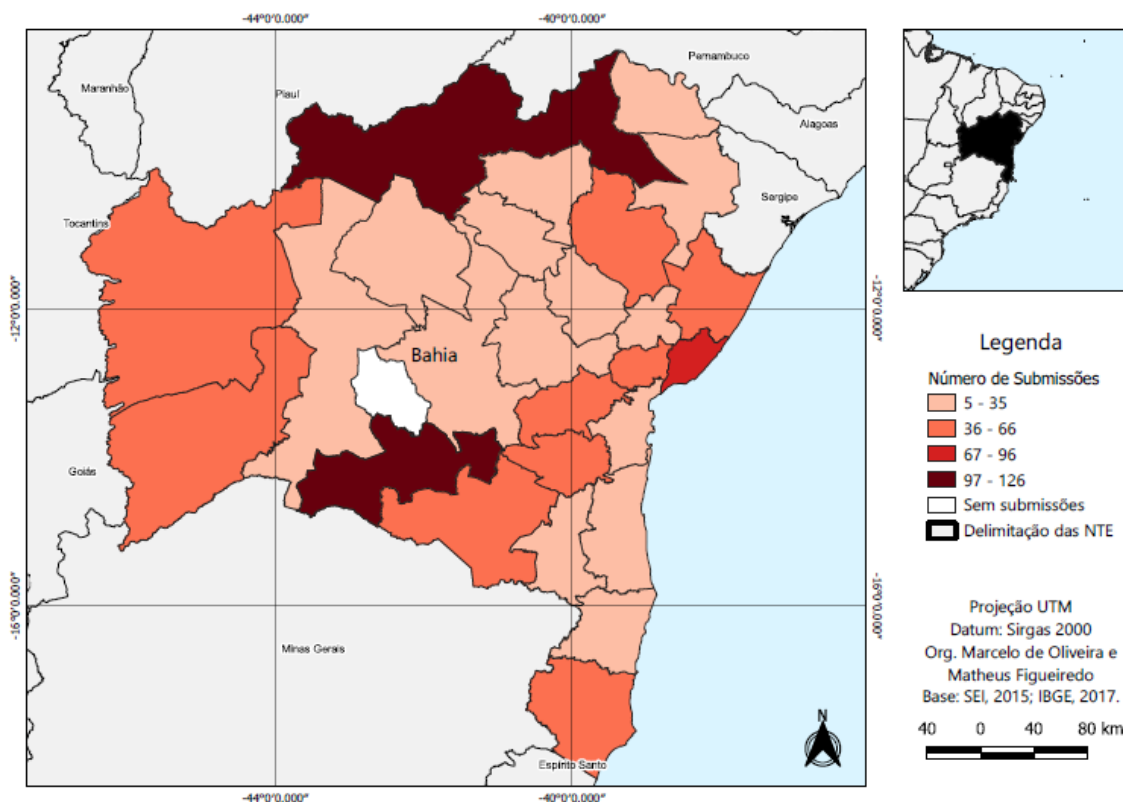 -44°0'0.000"
-40°0'0.000"
Pernambuco
Maranhão
Piauí
Alagoas
Sergipe
Tocantins
-12°0'0.000"
-12°0'0.000"
Bahia
Goiás
-16°0'0.000"
-16°0'0.000"
Minas Gerais
N
Espírito Santo
-44°0'0.000"
-40°0'0.000"
Legenda
Número de Submissões
5 - 35
36 - 66
67 - 96
97 - 126
Sem submissões
Delimitação das NTE
Projeção UTM
Datum: Sirgas 2000
Org. Marcelo de Oliveira e
Matheus Figueiredo
Base: SEI, 2015; IBGE, 2017.
40 0 40 80 km